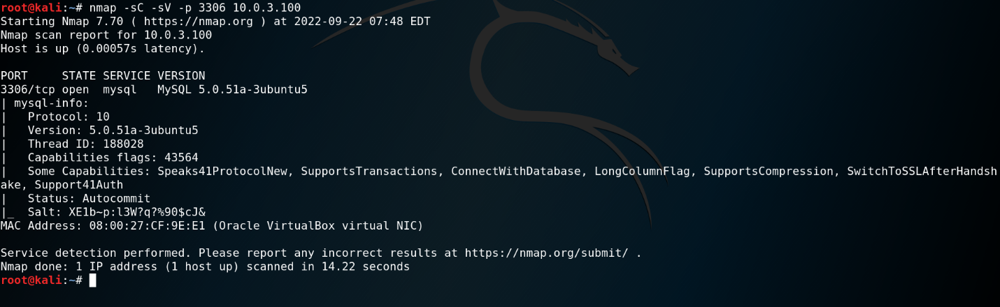 root@kali:~# nmap -sC -sV -p 3306 10.0.3.100
Starting Nmap 7.70 ( https://nmap.org ) at 2022-09-22 07:48 EDT
Nmap scan report for 10.0.3.100
Host is up (0.00057s latency).
PORT     STATE SERVICE VERSION
3306/tcp open  mysql   MySQL 5.0.51a-3ubuntu5
| mysql-info:
|   Protocol: 10
|   Version: 5.0.51a-3ubuntu5
|   Thread ID: 188028
|   Capabilities flags: 43564
|   Some Capabilities: Speaks41ProtocolNew, SupportsTransactions, ConnectWithDatabase, LongColumnFlag, SupportsCompression, SwitchToSSLAfterHandsh
ake, Support41Auth
|   Status: Autocommit
|_  Salt: XE1b~p:l3W?q?%90$cJ&
MAC Address: 08:00:27:CF:9E:E1 (Oracle VirtualBox virtual NIC)
Service detection performed. Please report any incorrect results at https://nmap.org/submit/ .
Nmap done: 1 IP address (1 host up) scanned in 14.22 seconds
root@kali:~#